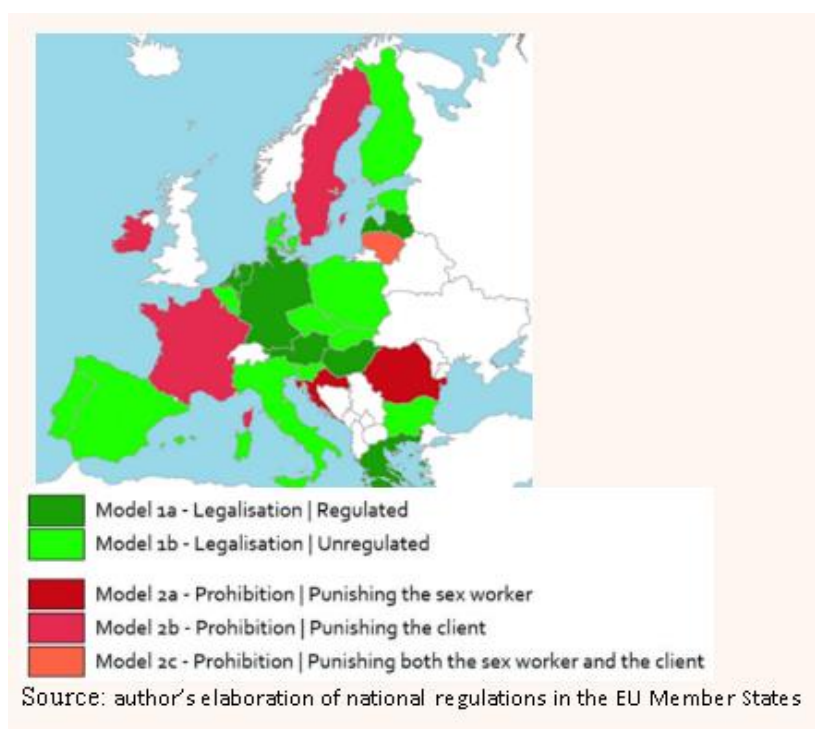 Model 1a - Legalisation | Regulated
Model 1b - Legalisation | Unregulated
Model 2a - Prohibition | Punishing the sex worker
Model 2b - Prohibition | Punishing the client
Model 2c - Prohibition | Punishing both the sex worker and the client
Source: author's elaboration of national regulations in the EU Member States